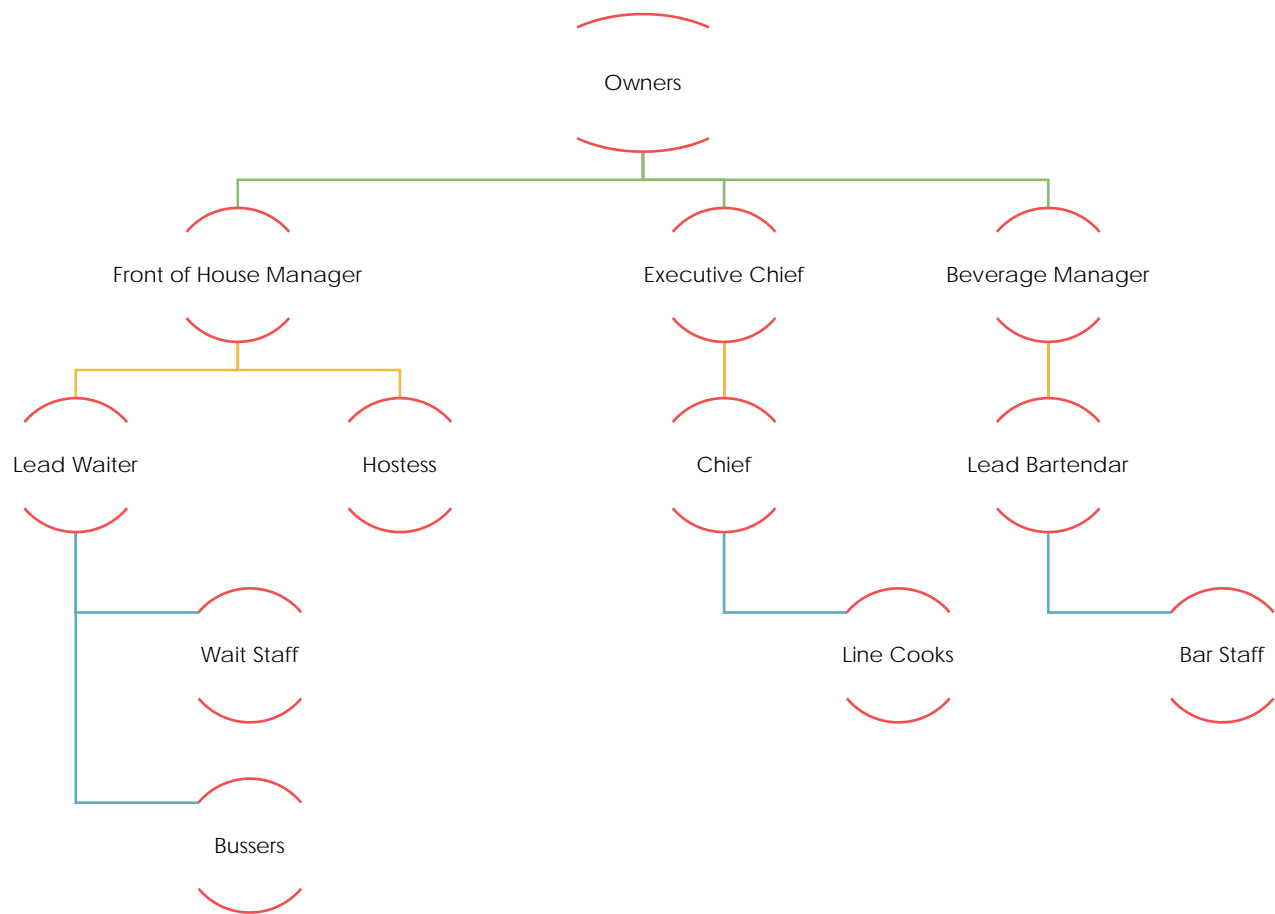 Owners
Front of House Manager
Executive Chief
Beverage Manager
Lead Waiter
Hostess
Chief
Lead Bartendar
Wait Staff
Line Cooks
Bar Staff
Bussers